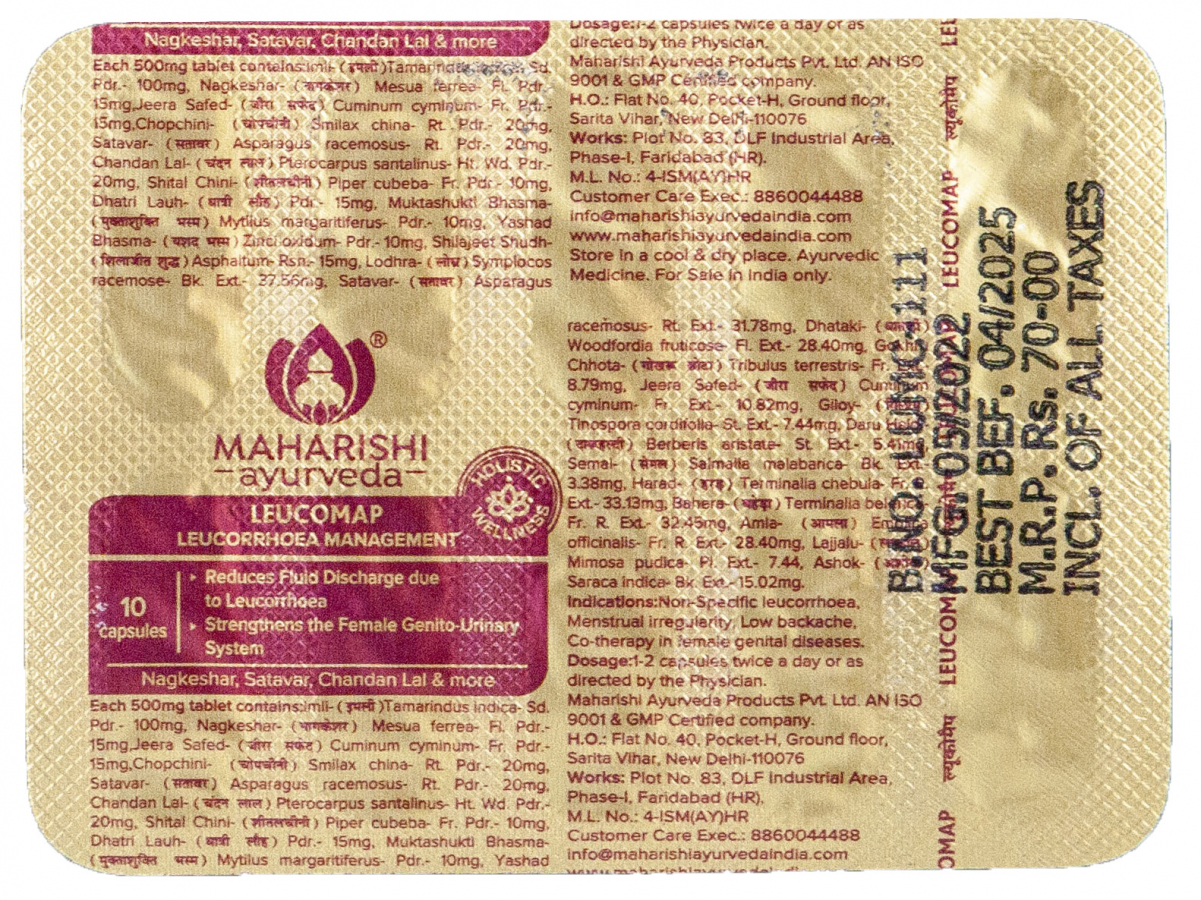 Nagkeshar, Satavar, Chandan Lal & more
Each 500mg tablet contains:Imli- (इमली) Tamarindus indica- Sd.
Pdr.- 100mg, Nagkeshar- (नागकेशर) Mesua ferrea- Fl. Pdr.-
15mg,Jeera Safed- (जीरा सफेद) Cuminum cyminum- Fr. Pdr.-
15mg,Chopchini- (चोपचीनी) Smilax china- Rt. Pdr.- 20mg,
Satavar- (सतावर) Asparagus racemosus- Rt. Pdr.- 20mg,
Chandan Lal- (चंदन लाल) Pterocarpus santalinus- Ht. Wd. Pdr.-
20mg, Shital Chini- (शीतलचीनी) Piper cubeba- Fr. Pdr.- 10mg,
Dhatri Lauh- (धात्री लौह) Pdr.- 15mg, Muktashukti Bhasma-
(मुक्ताशुक्ति भस्म) Mytilus margaritiferus- Pdr.- 10mg, Yashad
Bhasma- (यशद भस्म) Zinci oxidum- Pdr.- 10mg, Shilajeet Shudh-
(शिलाजीत शुद्ध) Asphaltum- Rsn.- 15mg, Lodhra- (लोध्र) Symplocos
racemose- Bk. Ext.- 37.56mg, Satavar- (सतावर) Asparagus
MAHARISHI ®
ayurveda
HOLISTIC WELLNESS
LEUCOMAP
LEUCORRHOEA MANAGEMENT
10
capsules
Reduces Fluid Discharge due
to Leucorrhoea
Strengthens the Female Genito-Urinary
System
Nagkeshar, Satavar, Chandan Lal & more
Each 500mg tablet contains:Imli- (इमली) Tamarindus indica- Sd.
Pdr.- 100mg, Nagkeshar- (नागकेशर) Mesua ferrea- Fl. Pdr.-
15mg,Jeera Safed- (जीरा सफेद) Cuminum cyminum- Fr. Pdr.-
15mg,Chopchini- (चोपचीनी) Smilax china- Rt. Pdr.- 20mg,
Satavar- (सतावर) Asparagus racemosus- Rt. Pdr.- 20mg,
Chandan Lal- (चंदन लाल) Pterocarpus santalinus- Ht. Wd. Pdr.-
20mg, Shital Chini- (शीतलचीनी) Piper cubeba- Fr. Pdr.- 10mg,
Dhatri Lauh- (धात्री लौह) Pdr.- 15mg, Muktashukti Bhasma-
(मुक्ताशुक्ति भस्म) Mytilus margaritiferus- Pdr.- 10mg, Yashad
Dosage:1-2 capsules twice a day or as
directed by the Physician.
Maharishi Ayurveda Products Pvt. Ltd. AN ISO
9001 & GMP Certified company.
H.O.: Flat No. 40, Pocket-H, Ground floor,
Sarita Vihar, New Delhi-110076
Works: Plot No. 83, DLF Industrial Area,
Phase-I, Faridabad (HR).
M.L. No.: 4-ISM(AY)HR
Customer Care Exec.: 8860044488
info@maharishiayurvedaindia.com
www.maharishiayurvedaindia.com
Store in a cool & dry place. Ayurvedic
Medicine. For Sale in India only.
racemosus- Rt. Ext.- 31.78mg, Dhataki-
Woodfordia fruticose- Fl. Ext.- 28.40mg,
Chhota- (गोखरू छोटा) Tribulus terrestris- Fr.
8.79mg, Jeera Safed- (जीरा सफेद)
cyminum- Fr. Ext.- 10.82mg, Giloy-
Tinospora cordifolia- St. Ext.- 7.44mg, Daru
(दारुहल्दी) Berberis aristate- St. Ext.- 5.41mg
Semal- (सेमल) Salmalia malabarica- Bk. Ext.
3.38mg, Harad- (हरड़) Terminalia chebula- Fr.
Ext.- 33.13mg, Bahera- (बहेड़ा) Terminalia
Fr. R. Ext.- 32.45mg, Amla- (आमला)
officinalis- Fr. R. Ext.- 28.40mg, Lajjalu-
Mimosa pudica- Pl. Ext.- 7.44, Ashok-
Saraca indica- Bk. Ext.- 15.02mg.
Indications:Non-Specific leucorrhoea,
Menstrual irregularity, Low backache,
Co-therapy in female genital diseases.
Dosage:1-2 capsules twice a day or as
directed by the Physician.
Maharishi Ayurveda Products Pvt. Ltd. AN ISO
9001 & GMP Certified company.
H.O.: Flat No. 40, Pocket-H, Ground floor,
Sarita Vihar, New Delhi-110076
Works: Plot No. 83, DLF Industrial Area,
Phase-I, Faridabad (HR).
M.L. No.: 4-ISM(AY)HR
Customer Care Exec.: 8860044488
info@maharishiayurvedaindia.com
LEUCOMAP ल्यूकोमैप LEUCOMAP LEUCOMAP ल्यूकोमैप
MFG. 05/2022
BEST BEF. 04/2025
M.R.P. Rs. 70-00
INCL. OF ALL TAXES